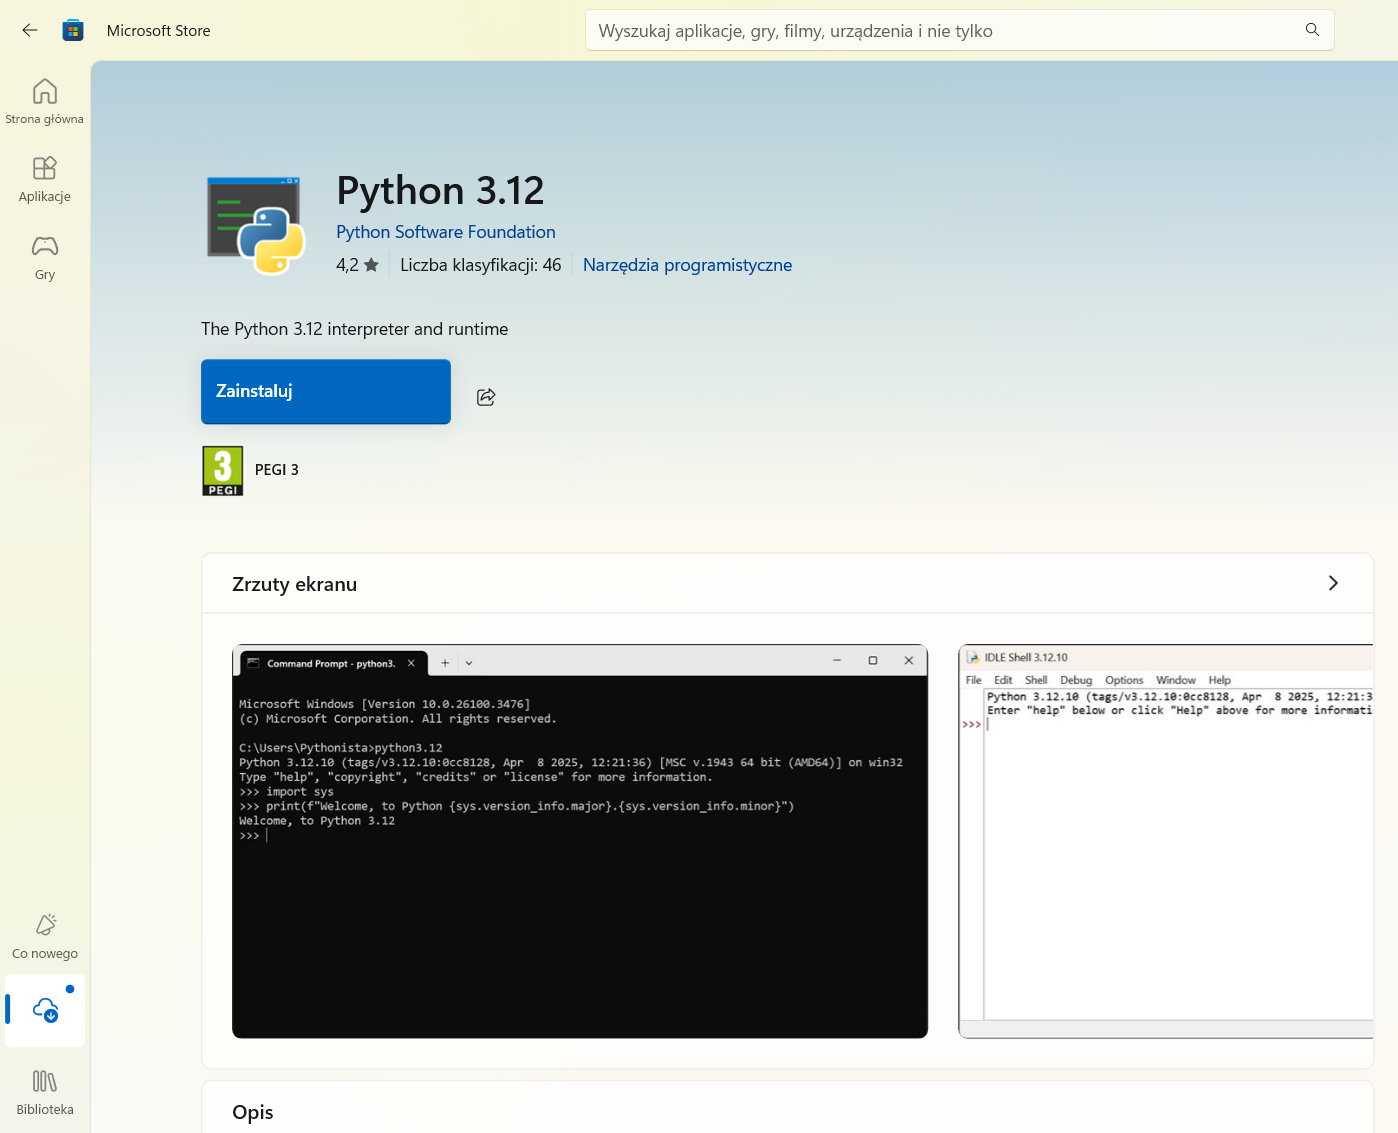 Microsoft Store
Wyszukaj aplikacje, gry, filmy, urządzenia i nie tylko
Strona główna
Aplikacje
Gry
Python 3.12
Python Software Foundation
4,2 ★ Liczba klasyfikacji: 46 Narzędzia programistyczne
The Python 3.12 interpreter and runtime
Zainstaluj
3
PEGI
PEGI 3
Zrzuty ekranu
Command Prompt - python3.
Microsoft Windows [Version 10.0.26100.3476]
(c) Microsoft Corporation. All rights reserved.
C:\Users\Pythonista>python3.12
Python 3.12.10 (tags/v3.12.10:0cc8128, Apr  8 2025, 12:21:36) [MSC v.1943 64 bit (AMD64)] on win32
Type "help", "copyright", "credits" or "license" for more information.
>>> import sys
>>> print(f"Welcome, to Python {sys.version_info.major}.{sys.version_info.minor}")
Welcome, to Python 3.12
>>>
IDLE Shell 3.12.10
File Edit Shell Debug Options Window Help
Python 3.12.10 (tags/v3.12.10:0cc8128, Apr  8 2025, 12:21:3
Enter "help" below or click "Help" above for more informati
>>>
Co nowego
Biblioteka
Opis